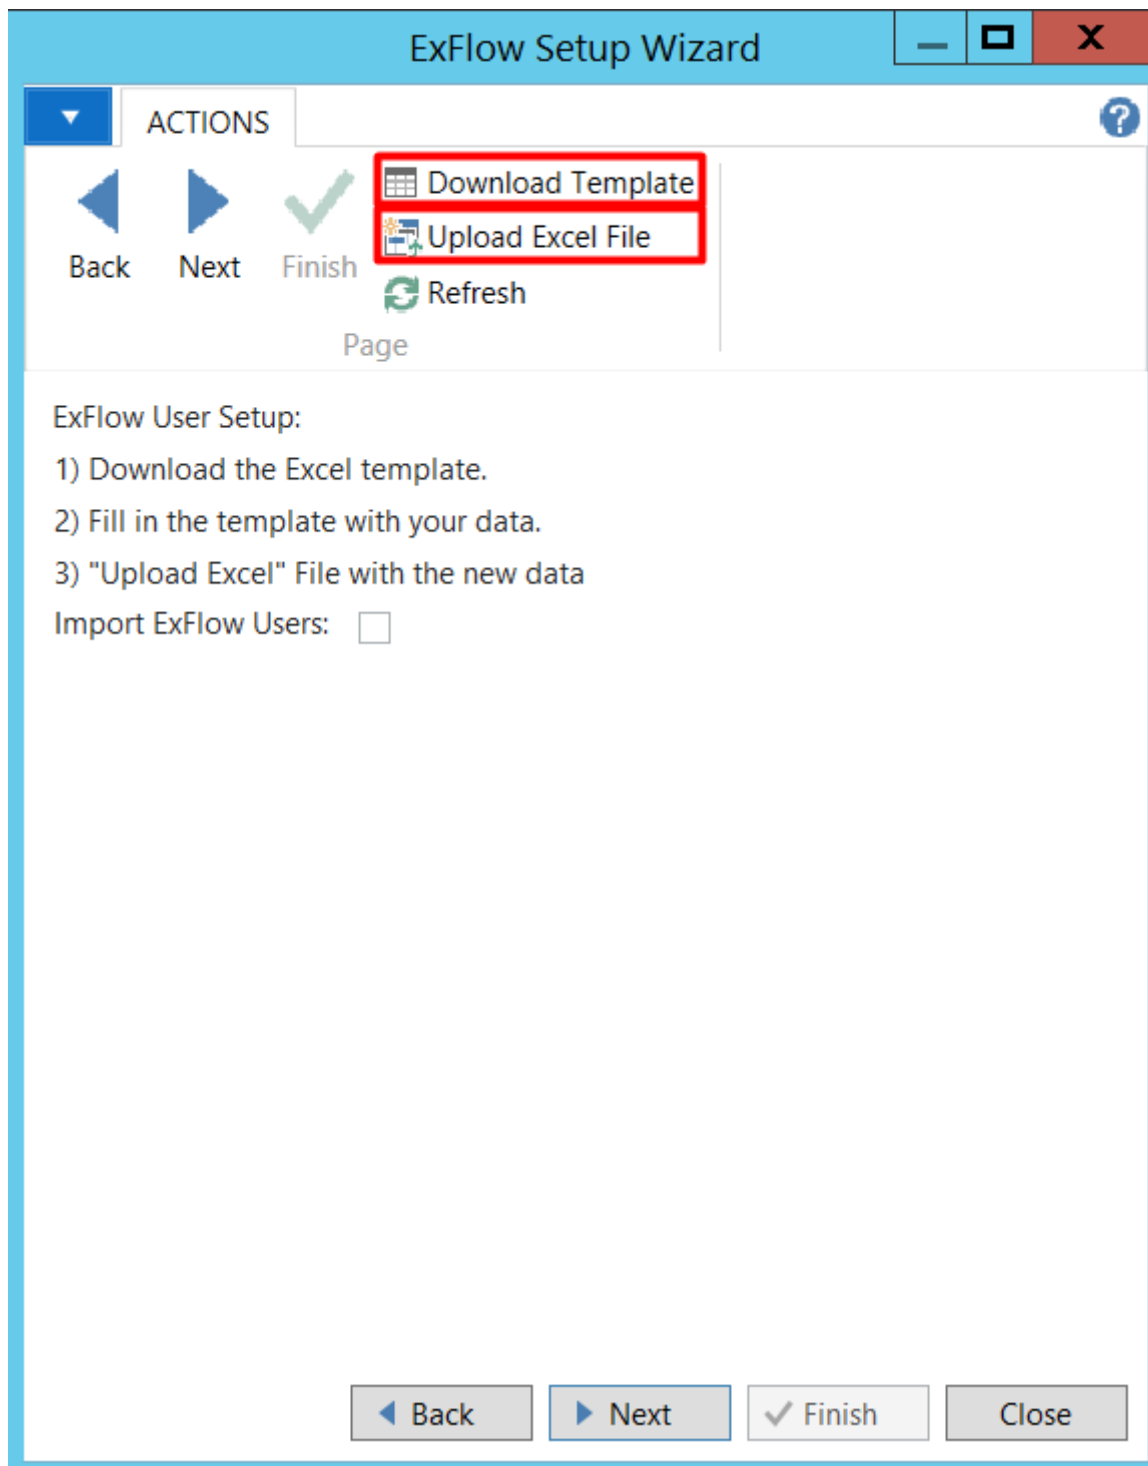 ExFlow Setup Wizard
ACTIONS
Back
Next
Finish
Download Template
Upload Excel File
Refresh
Page
ExFlow User Setup:
1) Download the Excel template.
2) Fill in the template with your data.
3) "Upload Excel" File with the new data
Import ExFlow Users:
Back
Next
Finish
Close